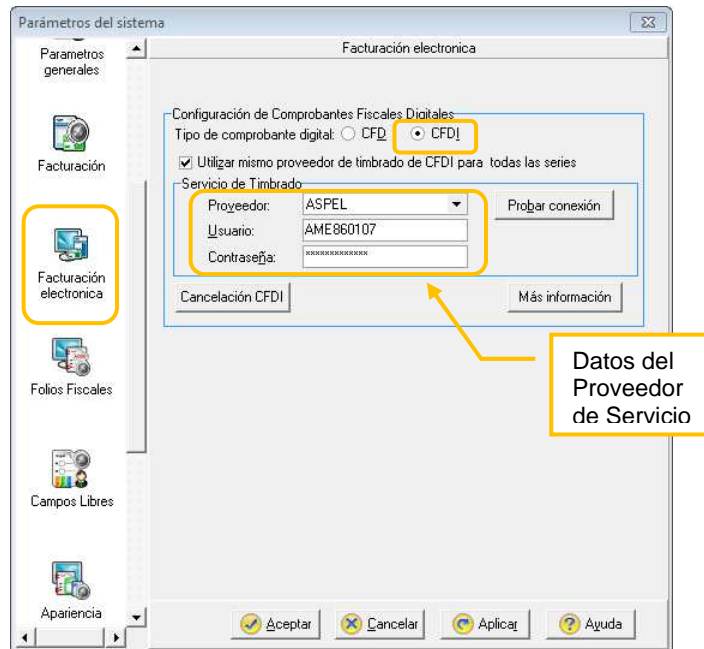 Parámetros del sistema
Parametros
generales
Facturación
Facturación
electronica
Folios Fiscales
Campos Libres
Apariencia
Facturación electronica
Configuración de Comprobantes Fiscales Digitales
Tipo de comprobante digital: CFD CFDI
Utilizar mismo proveedor de timbrado de CFDI para todas las series
Servicio de Timbrado
Proveedor: ASPEL Probar conexión
Usuario: AME860107
Contraseña: ×××××××××××××
Cancelación CFDI Más información
Datos del
Proveedor
de Servicio
Aceptar Cancelar Aplicar Ayuda